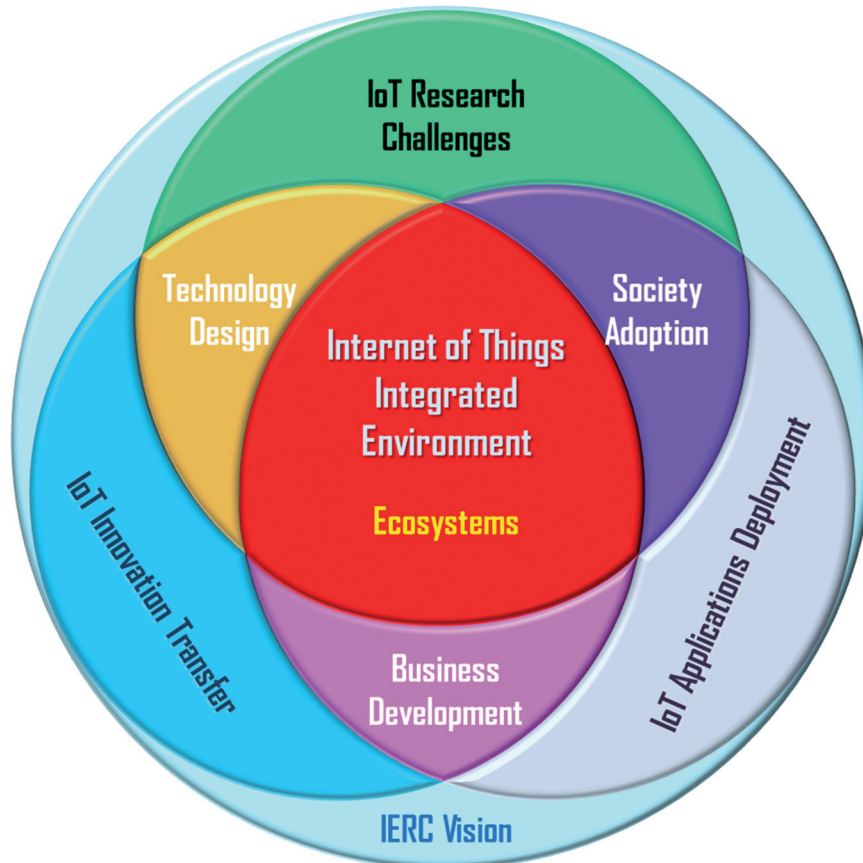 IoT Research
Challenges
Technology
Design
Society
Adoption
Internet of Things
Integrated
Environment
Ecosystems
IoT Innovation Transfer
IoT Applications Deployment
Business
Development
IERC Vision